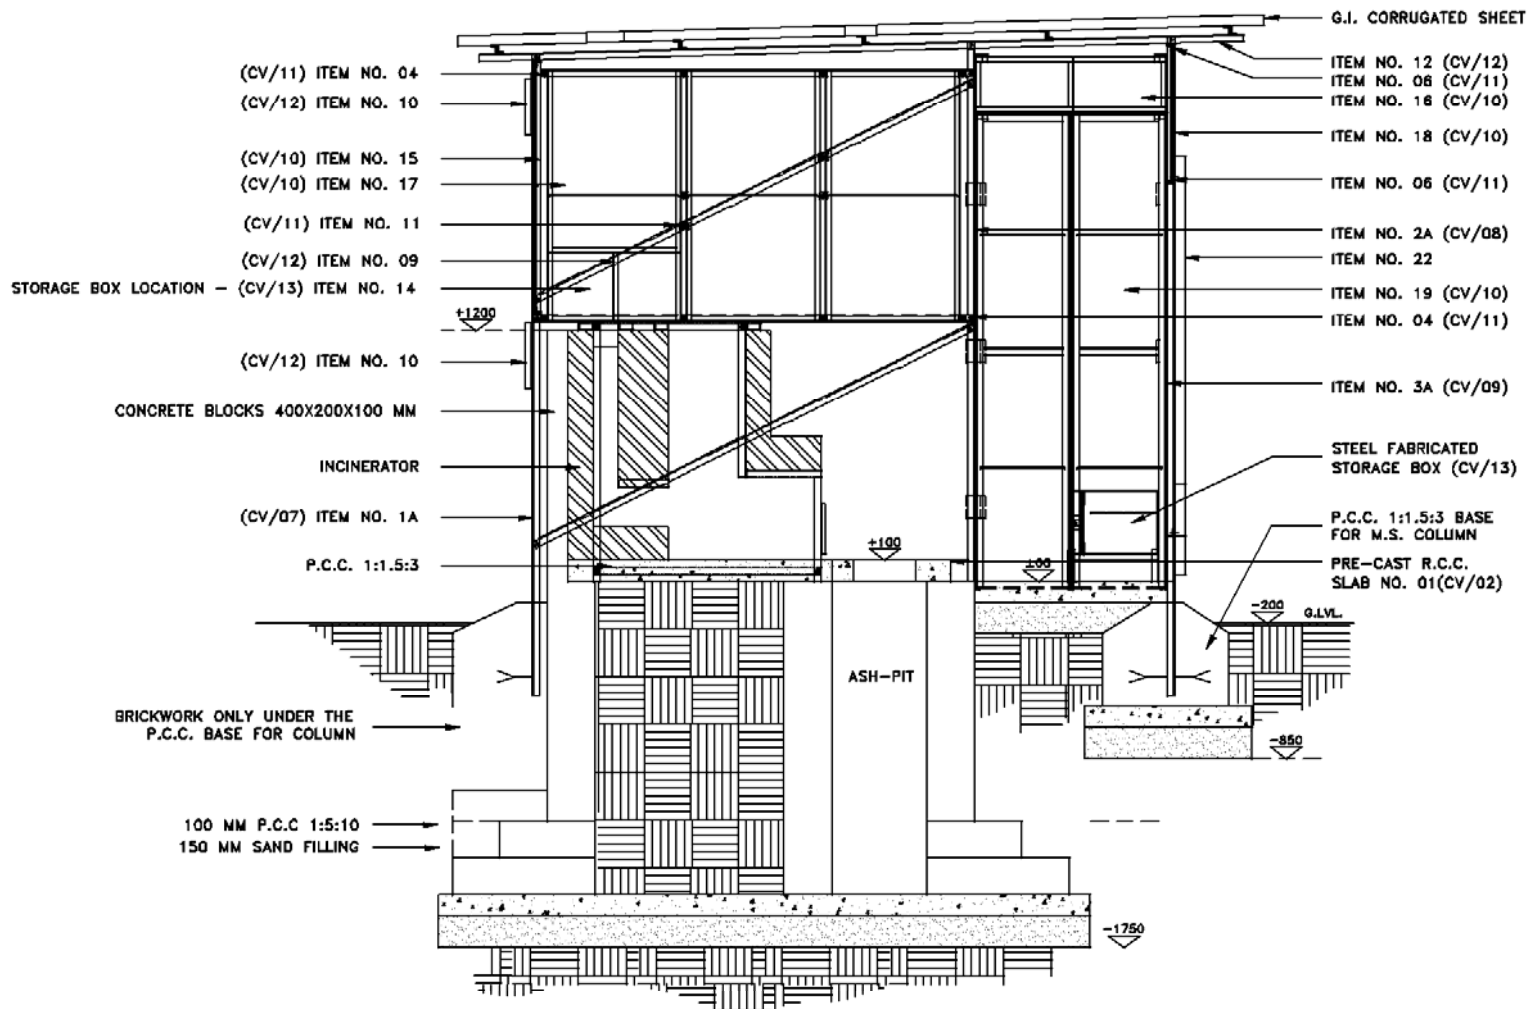 G.I. CORRUGATED SHEET
(CV/11) ITEM NO. 04
(CV/12) ITEM NO. 10
(CV/10) ITEM NO. 15
(CV/10) ITEM NO. 17
(CV/11) ITEM NO. 11
(CV/12) ITEM NO. 09
STORAGE BOX LOCATION – (CV/13) ITEM NO. 14
+1200
(CV/12) ITEM NO. 10
CONCRETE BLOCKS 400X200X100 MM
INCINERATOR
(CV/07) ITEM NO. 1A
P.C.C. 1:1.5:3
BRICKWORK ONLY UNDER THE
P.C.C. BASE FOR COLUMN
100 MM P.C.C 1:5:10
150 MM SAND FILLING
+100
±00
ASH–PIT
ITEM NO. 12 (CV/12)
ITEM NO. 06 (CV/11)
ITEM NO. 16 (CV/10)
ITEM NO. 18 (CV/10)
ITEM NO. 06 (CV/11)
ITEM NO. 2A (CV/08)
ITEM NO. 22
ITEM NO. 19 (CV/10)
ITEM NO. 04 (CV/11)
ITEM NO. 3A (CV/09)
STEEL FABRICATED
STORAGE BOX (CV/13)
P.C.C. 1:1.5:3 BASE
FOR M.S. COLUMN
PRE–CAST R.C.C.
SLAB NO. 01(CV/02)
–200
G.LVL.
–850
–1750